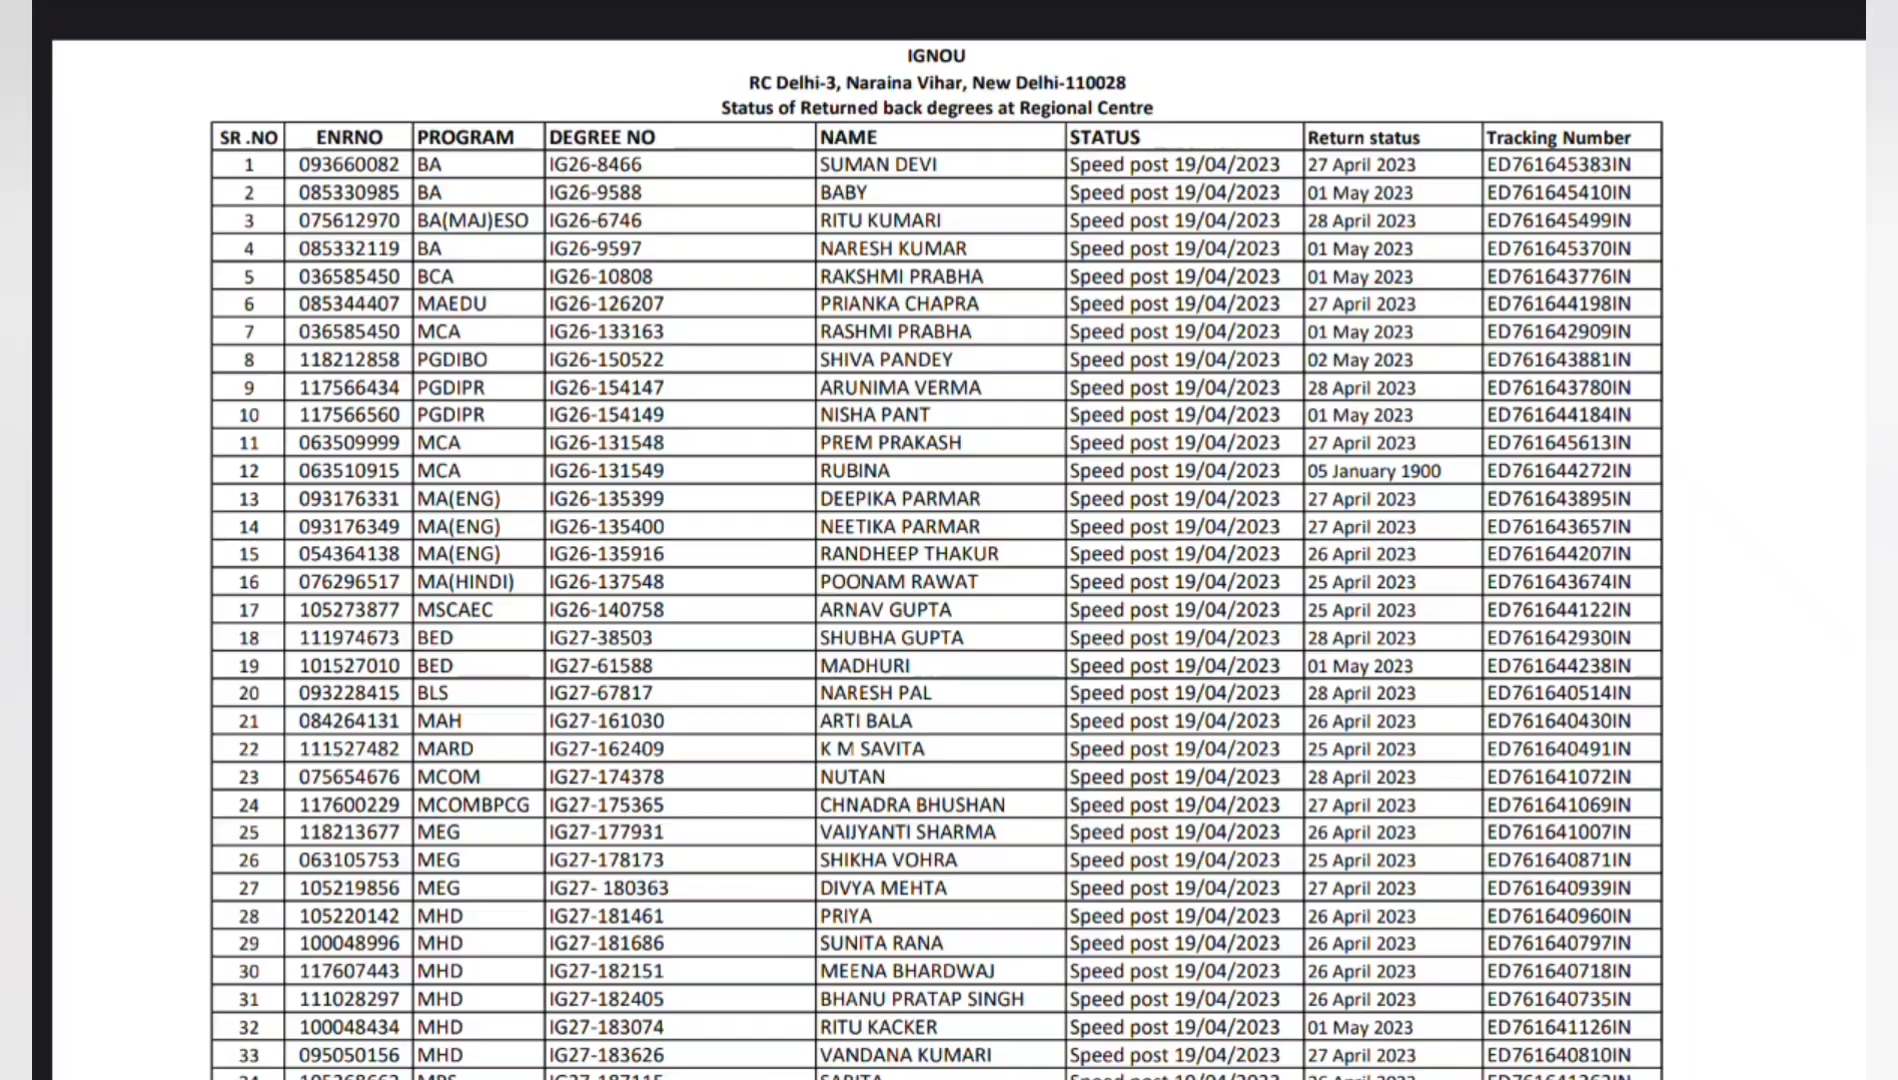 IGNOU
RC Delhi-3, Naraina Vihar, New Delhi-110028
Status of Returned back degrees at Regional Centre
SR .NO ENRNO PROGRAM DEGREE NO NAME STATUS Return status Tracking Number
1 093660082 BA IG26-8466 SUMAN DEVI Speed post 19/04/2023 27 April 2023 ED761645383IN
2 085330985 BA IG26-9588 BABY Speed post 19/04/2023 01 May 2023 ED761645410IN
3 075612970 BA(MAJ)ESO IG26-6746 RITU KUMARI Speed post 19/04/2023 28 April 2023 ED761645499IN
4 085332119 BA IG26-9597 NARESH KUMAR Speed post 19/04/2023 01 May 2023 ED761645370IN
5 036585450 BCA IG26-10808 RAKSHMI PRABHA Speed post 19/04/2023 01 May 2023 ED761643776IN
6 085344407 MAEDU IG26-126207 PRIANKA CHAPRA Speed post 19/04/2023 27 April 2023 ED761644198IN
7 036585450 MCA IG26-133163 RASHMI PRABHA Speed post 19/04/2023 01 May 2023 ED761642909IN
8 118212858 PGDIBO IG26-150522 SHIVA PANDEY Speed post 19/04/2023 02 May 2023 ED761643881IN
9 117566434 PGDIPR IG26-154147 ARUNIMA VERMA Speed post 19/04/2023 28 April 2023 ED761643780IN
10 117566560 PGDIPR IG26-154149 NISHA PANT Speed post 19/04/2023 01 May 2023 ED761644184IN
11 063509999 MCA IG26-131548 PREM PRAKASH Speed post 19/04/2023 27 April 2023 ED761645613IN
12 063510915 MCA IG26-131549 RUBINA Speed post 19/04/2023 05 January 1900 ED761644272IN
13 093176331 MA(ENG) IG26-135399 DEEPIKA PARMAR Speed post 19/04/2023 27 April 2023 ED761643895IN
14 093176349 MA(ENG) IG26-135400 NEETIKA PARMAR Speed post 19/04/2023 27 April 2023 ED761643657IN
15 054364138 MA(ENG) IG26-135916 RANDHEEP THAKUR Speed post 19/04/2023 26 April 2023 ED761644207IN
16 076296517 MA(HINDI) IG26-137548 POONAM RAWAT Speed post 19/04/2023 25 April 2023 ED761643674IN
17 105273877 MSCAEC IG26-140758 ARNAV GUPTA Speed post 19/04/2023 25 April 2023 ED761644122IN
18 111974673 BED IG27-38503 SHUBHA GUPTA Speed post 19/04/2023 28 April 2023 ED761642930IN
19 101527010 BED IG27-61588 MADHURI Speed post 19/04/2023 01 May 2023 ED761644238IN
20 093228415 BLS IG27-67817 NARESH PAL Speed post 19/04/2023 28 April 2023 ED761640514IN
21 084264131 MAH IG27-161030 ARTI BALA Speed post 19/04/2023 26 April 2023 ED761640430IN
22 111527482 MARD IG27-162409 K M SAVITA Speed post 19/04/2023 25 April 2023 ED761640491IN
23 075654676 MCOM IG27-174378 NUTAN Speed post 19/04/2023 28 April 2023 ED761641072IN
24 117600229 MCOMBPCG IG27-175365 CHNADRA BHUSHAN Speed post 19/04/2023 27 April 2023 ED761641069IN
25 118213677 MEG IG27-177931 VAIJYANTI SHARMA Speed post 19/04/2023 26 April 2023 ED761641007IN
26 063105753 MEG IG27-178173 SHIKHA VOHRA Speed post 19/04/2023 25 April 2023 ED761640871IN
27 105219856 MEG IG27- 180363 DIVYA MEHTA Speed post 19/04/2023 27 April 2023 ED761640939IN
28 105220142 MHD IG27-181461 PRIYA Speed post 19/04/2023 26 April 2023 ED761640960IN
29 100048996 MHD IG27-181686 SUNITA RANA Speed post 19/04/2023 26 April 2023 ED761640797IN
30 117607443 MHD IG27-182151 MEENA BHARDWAJ Speed post 19/04/2023 26 April 2023 ED761640718IN
31 111028297 MHD IG27-182405 BHANU PRATAP SINGH Speed post 19/04/2023 26 April 2023 ED761640735IN
32 100048434 MHD IG27-183074 RITU KACKER Speed post 19/04/2023 01 May 2023 ED761641126IN
33 095050156 MHD IG27-183626 VANDANA KUMARI Speed post 19/04/2023 27 April 2023 ED761640810IN